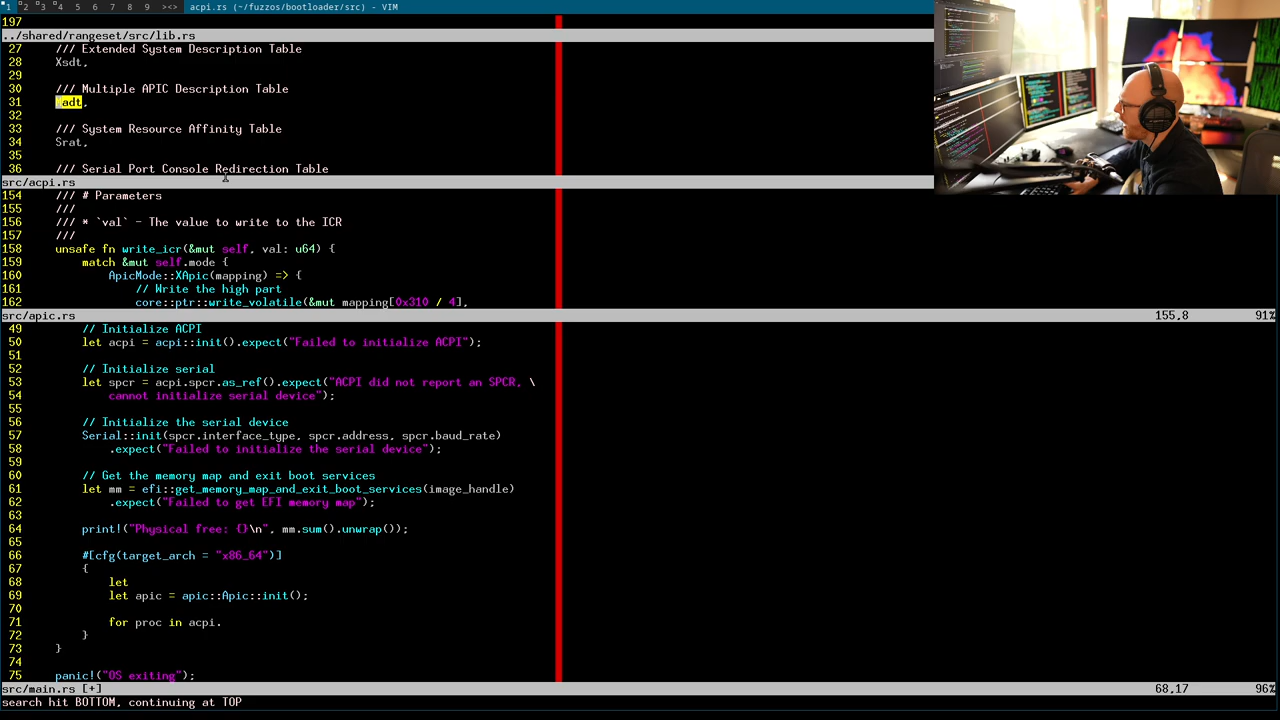 1 2 3 4 5 6 7 8 9 ><> acpi.rs (~/fuzzos/bootloader/src) - VIM
197
../shared/rangeset/src/lib.rs
27 /// Extended System Description Table
28 Xsdt,
29
30 /// Multiple APIC Description Table
31 Madt,
32
33 /// System Resource Affinity Table
34 Srat,
35
36 /// Serial Port Console Redirection Table
src/acpi.rs
154 /// # Parameters
155 ///
156 /// * `val` - The value to write to the ICR
157 ///
158 unsafe fn write_icr(&mut self, val: u64) {
159 match &mut self.mode {
160 ApicMode::XApic(mapping) => {
161 // Write the high part
162 core::ptr::write_volatile(&mut mapping[0x310 / 4],
src/apic.rs 155,8 91%
49 // Initialize ACPI
50 let acpi = acpi::init().expect("Failed to initialize ACPI");
51
52 // Initialize serial
53 let spcr = acpi.spcr.as_ref().expect("ACPI did not report an SPCR, \
54 cannot initialize serial device");
55
56 // Initialize the serial device
57 Serial::init(spcr.interface_type, spcr.address, spcr.baud_rate)
58 .expect("Failed to initialize the serial device");
59
60 // Get the memory map and exit boot services
61 let mm = efi::get_memory_map_and_exit_boot_services(image_handle)
62 .expect("Failed to get EFI memory map");
63
64 print!("Physical free: {}\n", mm.sum().unwrap());
65
66 #[cfg(target_arch = "x86_64")]
67 {
68 let
69 let apic = apic::Apic::init();
70
71 for proc in acpi.
72 }
73 }
74
75 panic!("OS exiting");
src/main.rs [+] 68,17 96%
search hit BOTTOM, continuing at TOP